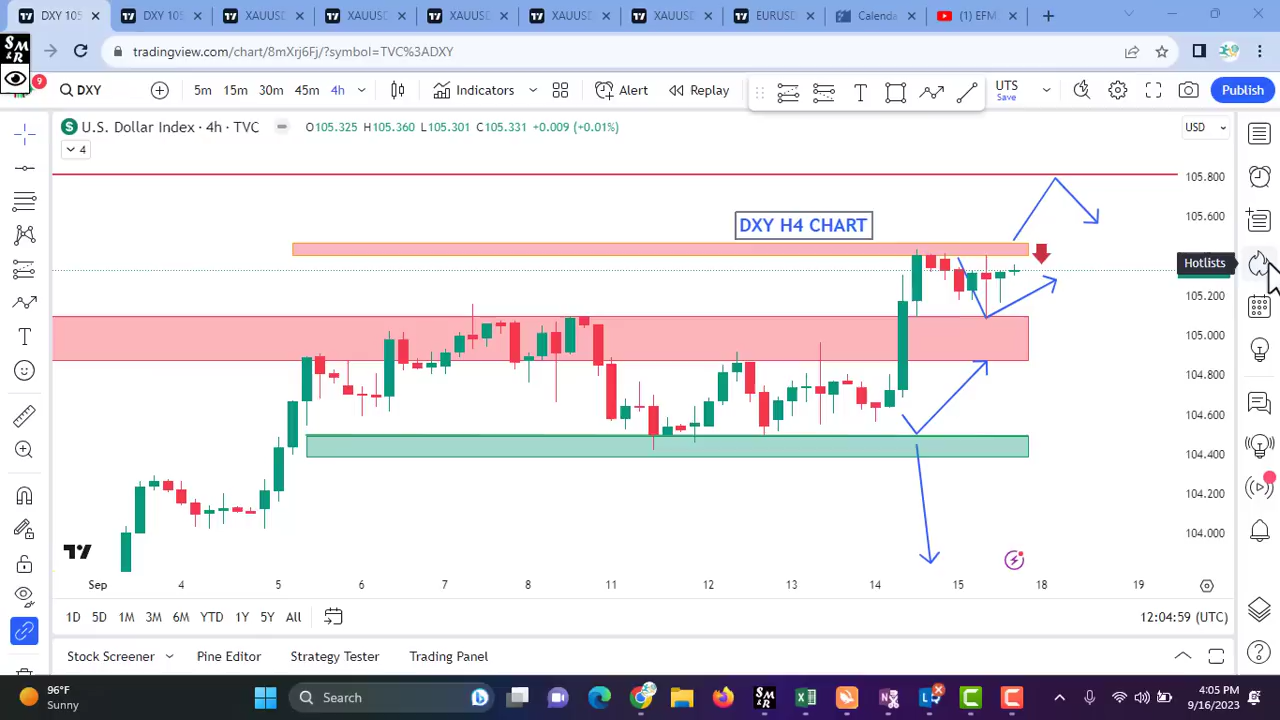 DXY 105
DXY 105
XAUUSD
XAUUSD
XAUUSD
XAUUSD
XAUUSD
EURUSD
Calenda
(1) EFM
SM
&R
tradingview.com/chart/8mXrj6Fj/?symbol=TVC%3ADXY
9
DXY
5m 15m 30m 45m 4h
Indicators
Alert
Replay
UTS
Save
Publish
U.S. Dollar Index · 4h · TVC
O105.325 H105.360 L105.301 C105.331 +0.009 (+0.01%)
USD
4
DXY H4 CHART
Hotlists
105.800
105.600
105.200
105.000
104.800
104.600
104.400
104.200
104.000
Sep 4 5 6 7 8 11 12 13 14 15 18 19
1D 5D 1M 3M 6M YTD 1Y 5Y All
12:04:59 (UTC)
Stock Screener
Pine Editor
Strategy Tester
Trading Panel
96°F
Sunny
Search
SM
&R
4:05 PM
9/16/2023